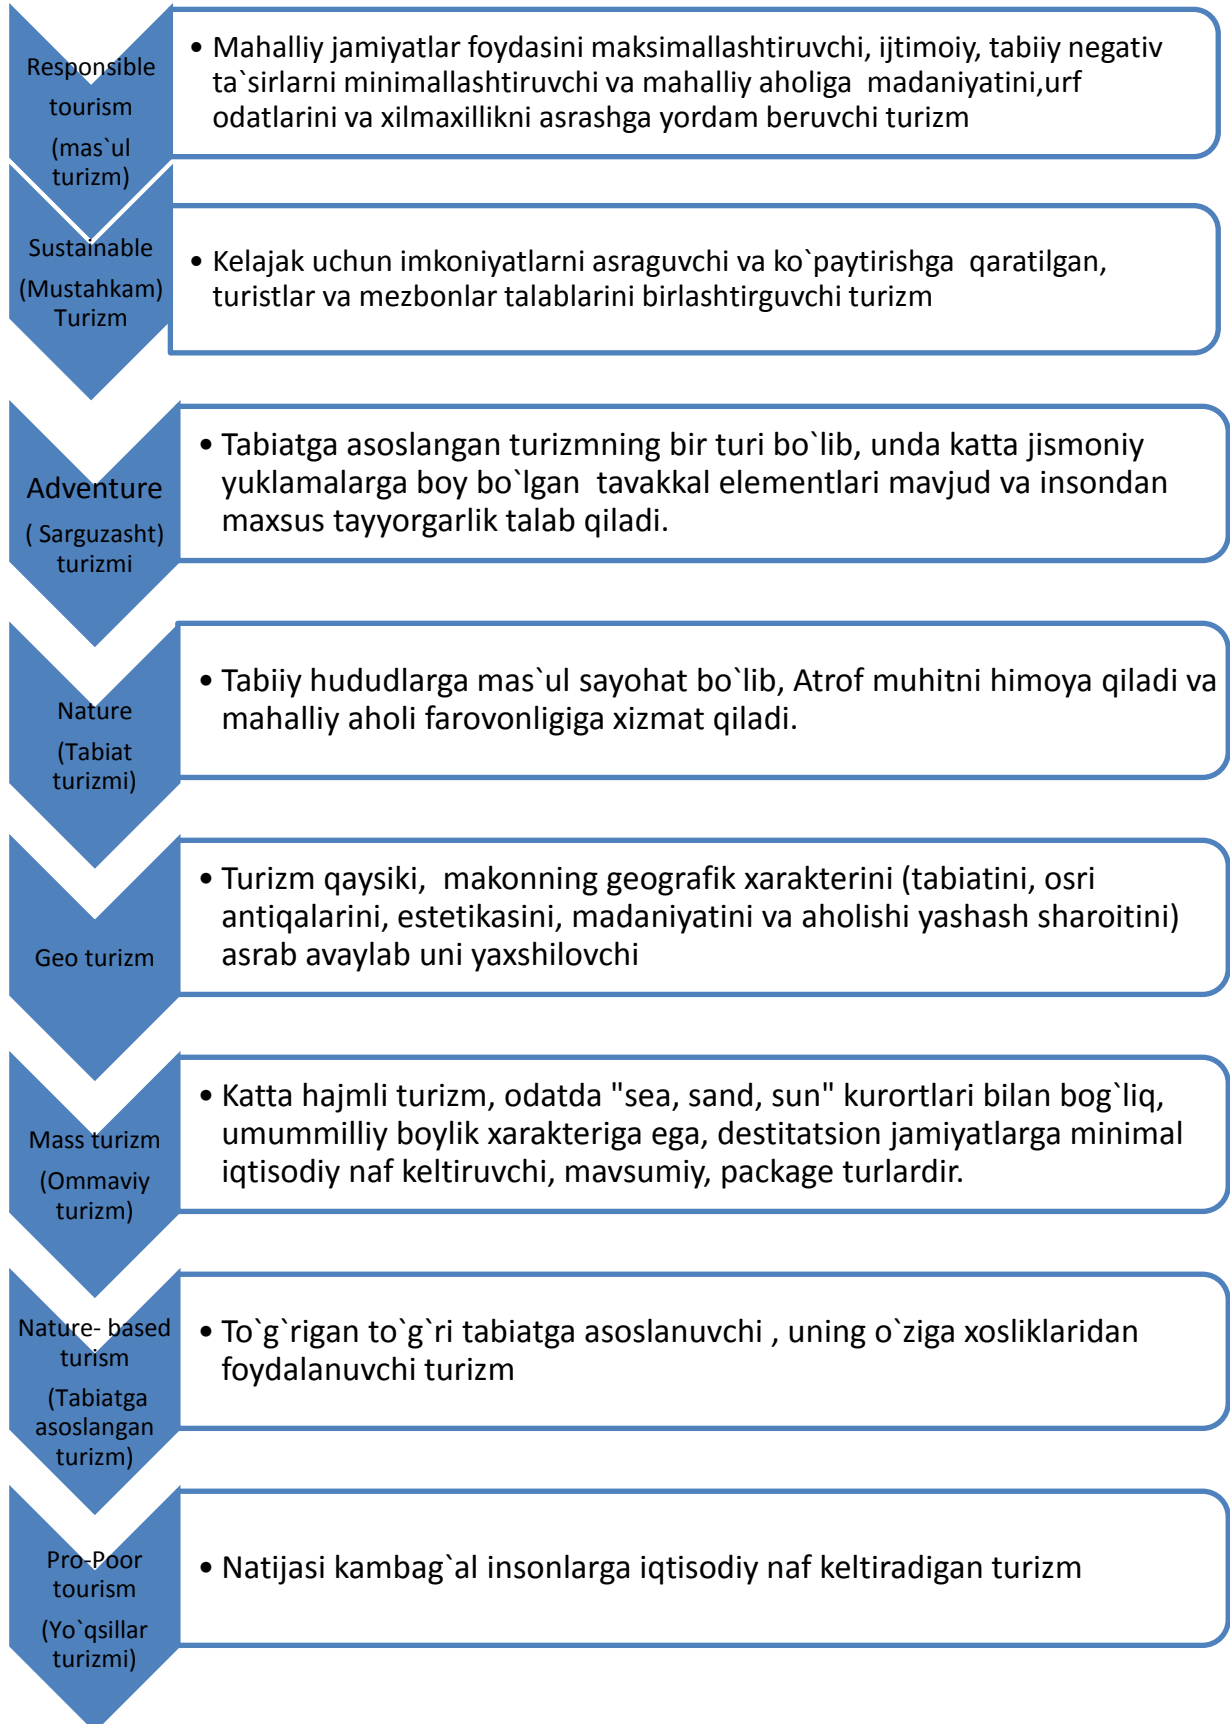 Responsible
tourism
(mas`ul
turizm)
• Mahalliy jamiyatlar foydasini maksimallashtiruvchi, ijtimoiy, tabiiy negativ
ta`sirlarni minimallashtiruvchi va mahalliy aholiga madaniyatini,urf
odatlarini va xilmaxillikni asrashga yordam beruvchi turizm
Sustainable
(Mustahkam)
Turizm
• Kelajak uchun imkoniyatlarni asraguvchi va ko`paytirishga qaratilgan,
turistlar va mezbonlar talablarini birlashtirguvchi turizm
Adventure
( Sarguzasht)
turizmi
• Tabiatga asoslangan turizmning bir turi bo`lib, unda katta jismoniy
yuklamalarga boy bo`lgan tavakkal elementlari mavjud va insondan
maxsus tayyorgarlik talab qiladi.
Nature
(Tabiat
turizmi)
• Tabiiy hududlarga mas`ul sayohat bo`lib, Atrof muhitni himoya qiladi va
mahalliy aholi farovonligiga xizmat qiladi.
Geo turizm
• Turizm qaysiki, makonning geografik xarakterini (tabiatini, osri
antiqalarini, estetikasini, madaniyatini va aholishi yashash sharoitini)
asrab avaylab uni yaxshilovchi
Mass turizm
(Ommaviy
turizm)
• Katta hajmli turizm, odatda "sea, sand, sun" kurortlari bilan bog`liq,
umummilliy boylik xarakteriga ega, destitatsion jamiyatlarga minimal
iqtisodiy naf keltiruvchi, mavsumiy, package turlardir.
Nature- based
turism
(Tabiatga
asoslangan
turizm)
• To`g`rigan to`g`ri tabiatga asoslanuvchi , uning o`ziga xosliklaridan
foydalanuvchi turizm
Pro-Poor
tourism
(Yo`qsillar
turizmi)
• Natijasi kambag`al insonlarga iqtisodiy naf keltiradigan turizm